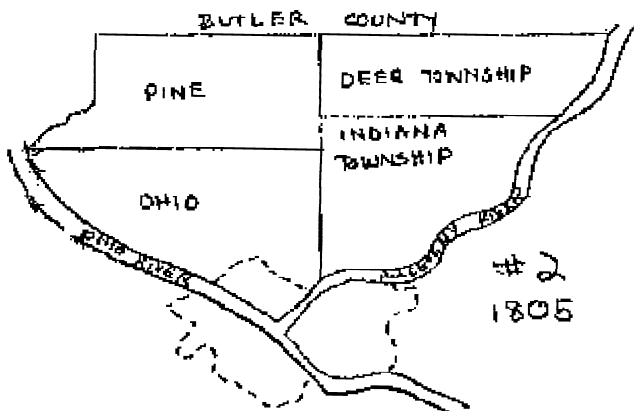 BUTLER COUNTY
PINE
DEER TOWNSHIP
INDIANA
TOWNSHIP
OHIO
OHIO RIVER
ALLEGHENY RIVER
#2
1805